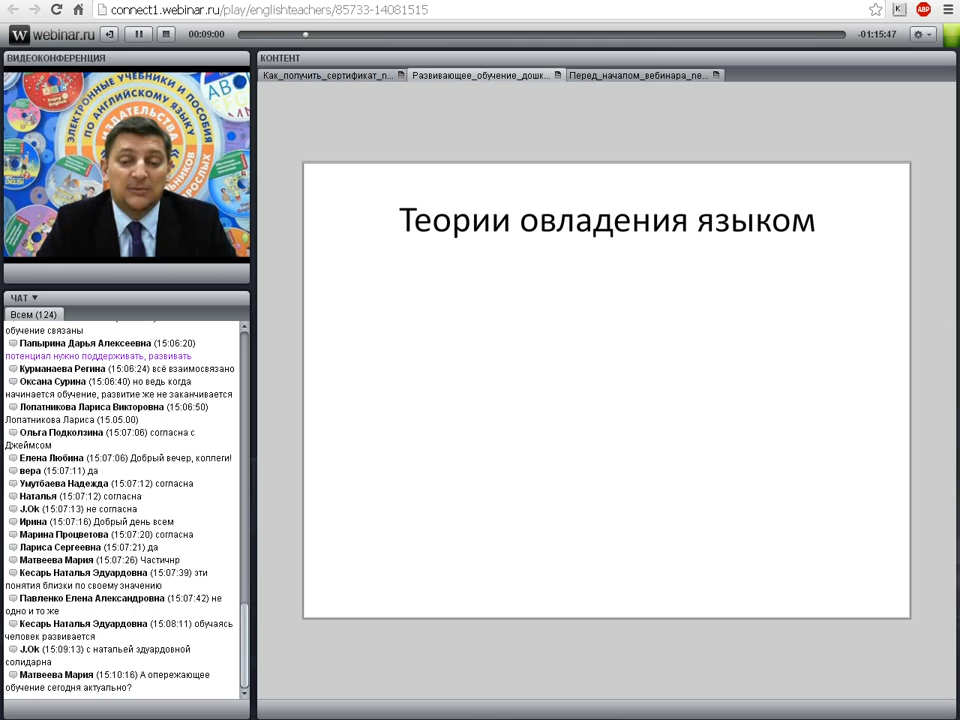 connect1.webinar.ru/play/englishteachers/85733-14081515
K
ABP
W webinar.ru
00:09:00
-01:15:47
ВИДЕОКОНФЕРЕНЦИЯ
ЭЛЕКТРОННЫЕ УЧЕБНИКИ И ПОСОБИЯ
ПО АНГЛИЙСКОМУ ЯЗЫКУ
ИЗДАТЕЛЬСТВА
ЧАТ
Всем (124)
обучение связаны
Папырина Дарья Алексеевна (15:06:20)
потенциал нужно поддерживать, развивать
Курманаева Регина (15:06:24) всё взаимосвязано
Оксана Сурина (15:06:40) но ведь когда
начинается обучение, развитие же не заканчивается
Лопатникова Лариса Викторовна (15:06:50)
Лопатникова Лариса (15.05.00)
Ольга Подколзина (15:07:06) согласна с
Джеймсом
Елена Любина (15:07:06) Добрый вечер, коллеги!
вера (15:07:11) да
Умутбаева Надежда (15:07:12) согласна
Наталья (15:07:12) согласна
J.Ok (15:07:13) не согласна
Ирина (15:07:16) Добрый день всем
Марина Процветова (15:07:20) согласна
Лариса Сергеевна (15:07:21) да
Матвеева Мария (15:07:26) Частичнр
Кесарь Наталья Эдуардовна (15:07:39) эти
понятия близки по своему значению
Павленко Елена Александровна (15:07:42) не
одно и то же
Кесарь Наталья Эдуардовна (15:08:11) обучаясь
человек развивается
J.Ok (15:09:13) с натальей эдуардовной
солидарна
Матвеева Мария (15:10:16) А опережающее
обучение сегодня актуально?
КОНТЕНТ
Как_получить_сертификат_п...
Развивающее_обучение_дошк...
Перед_началом_вебинара_пе...
Теории овладения языком